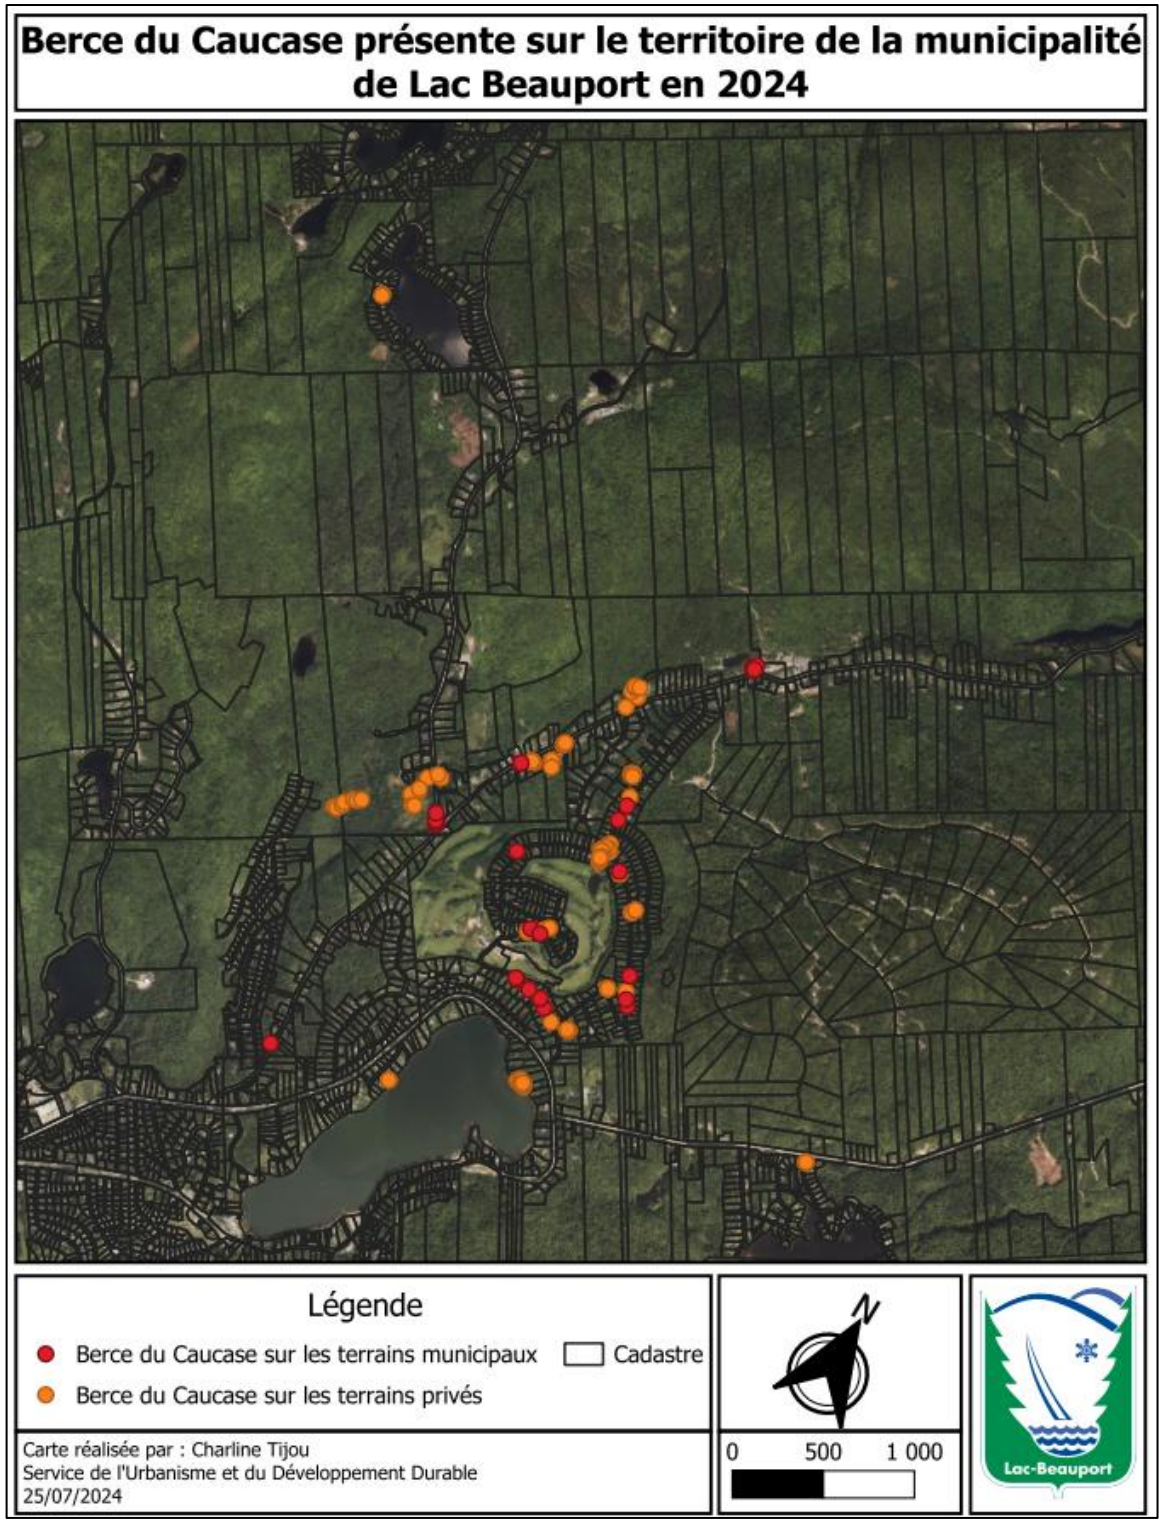 Berce du Caucase présente sur le territoire de la municipalité
de Lac Beauport en 2024
Légende
Berce du Caucase sur les terrains municipaux
Cadastre
Berce du Caucase sur les terrains privés
Carte réalisée par : Charline Tijou
Service de l'Urbanisme et du Développement Durable
25/07/2024
N
0 500 1 000
Lac-Beauport